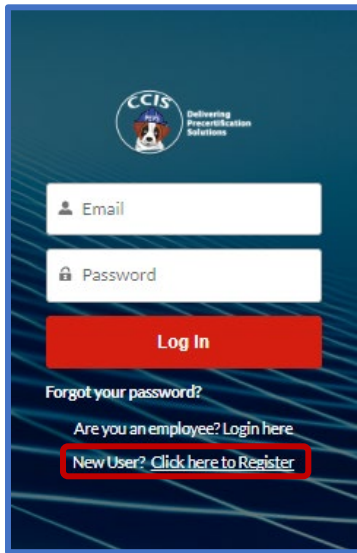 CCIS
Delivering
Precertification
Solutions
Email
Password
Log In
Forgot your password?
Are you an employee? Login here
New User? Click here to Register